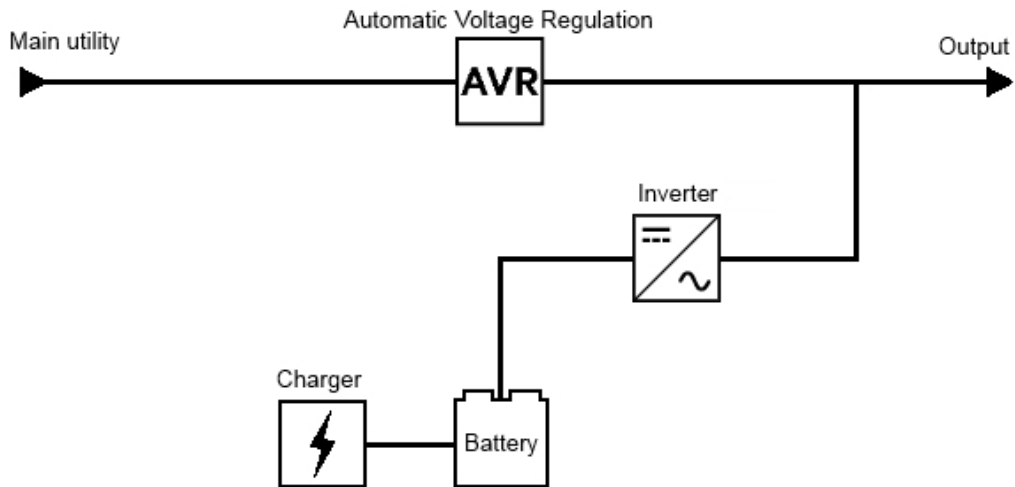 Automatic Voltage Regulation
Main utility
Output
AVR
Inverter
Charger
Battery